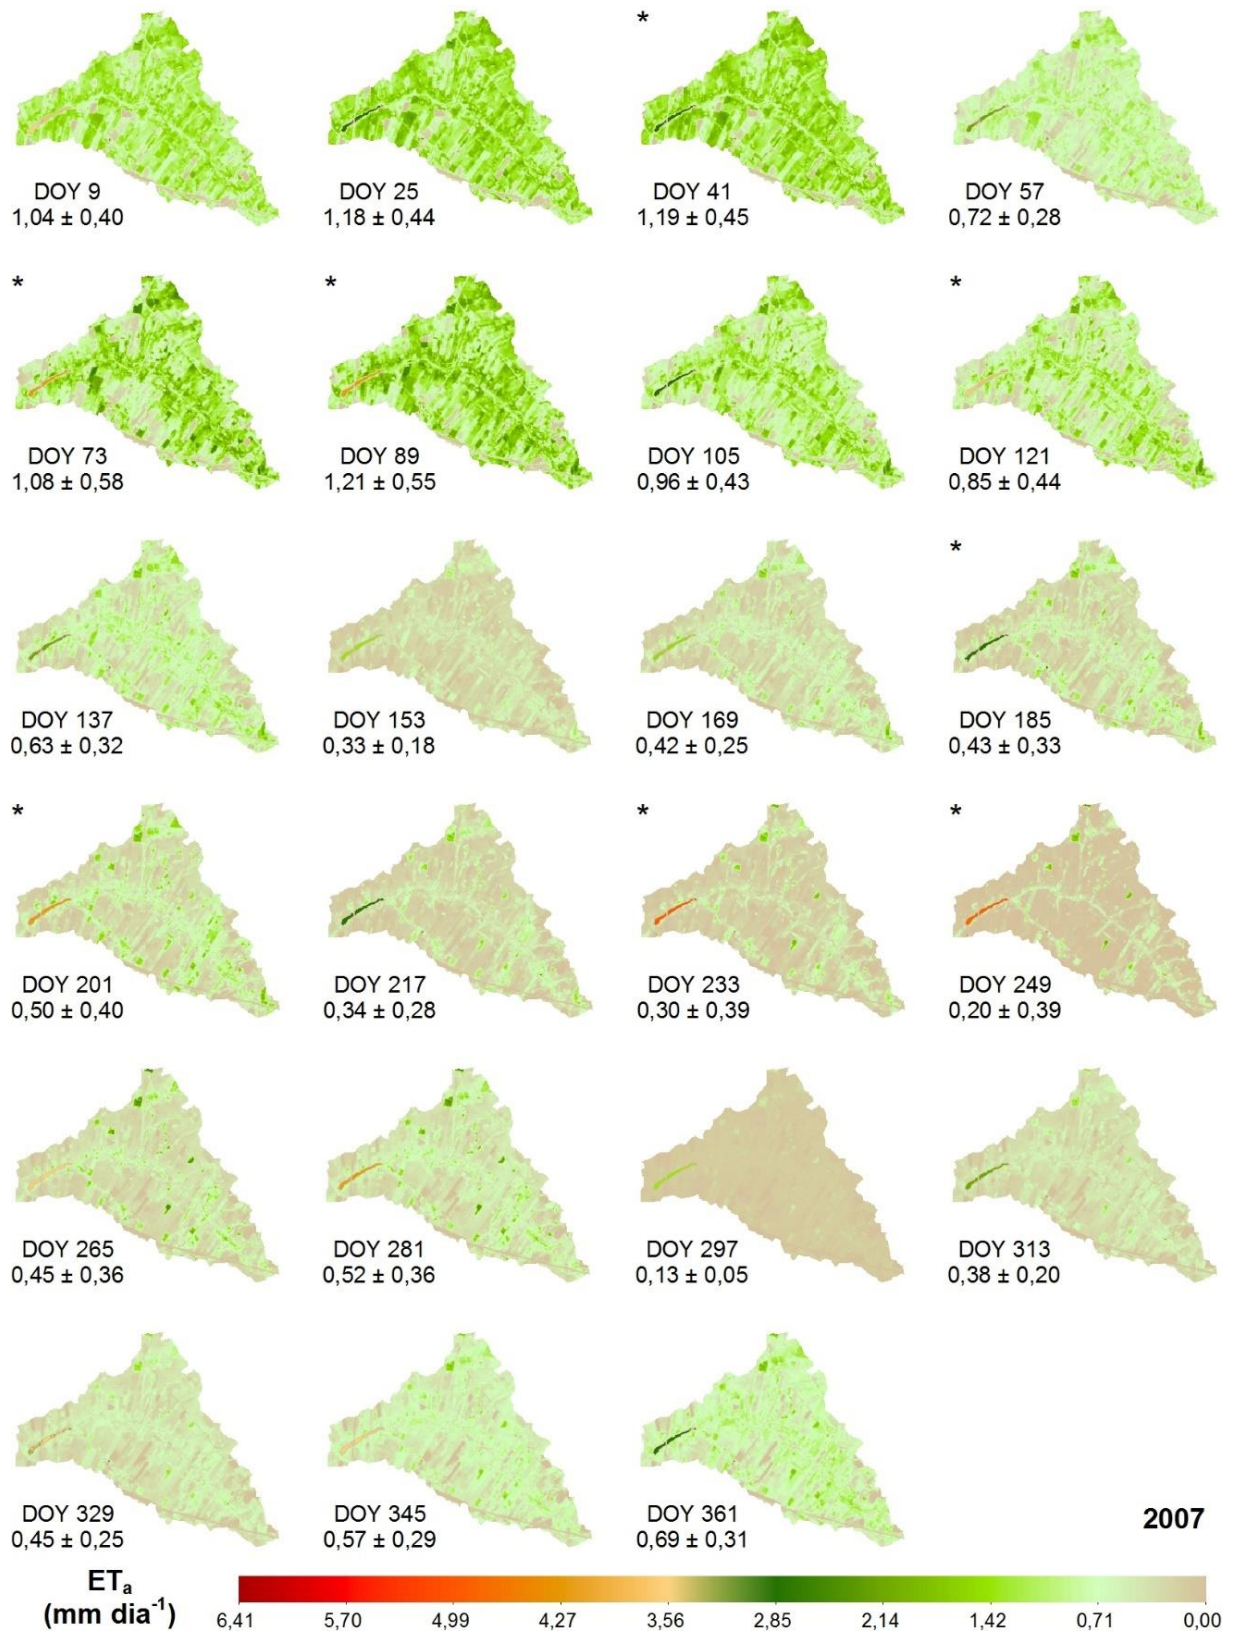 *
DOY 9
1,04 ± 0,40
DOY 25
1,18 ± 0,44
DOY 41
1,19 ± 0,45
DOY 57
0,72 ± 0,28
*
*
*
DOY 73
1,08 ± 0,58
DOY 89
1,21 ± 0,55
DOY 105
0,96 ± 0,43
DOY 121
0,85 ± 0,44
*
DOY 137
0,63 ± 0,32
DOY 153
0,33 ± 0,18
DOY 169
0,42 ± 0,25
DOY 185
0,43 ± 0,33
*
*
*
DOY 201
0,50 ± 0,40
DOY 217
0,34 ± 0,28
DOY 233
0,30 ± 0,39
DOY 249
0,20 ± 0,39
DOY 265
0,45 ± 0,36
DOY 281
0,52 ± 0,36
DOY 297
0,13 ± 0,05
DOY 313
0,38 ± 0,20
DOY 329
0,45 ± 0,25
DOY 345
0,57 ± 0,29
DOY 361
0,69 ± 0,31
2007
ETₐ
(mm dia⁻¹)
6,41 5,70 4,99 4,27 3,56 2,85 2,14 1,42 0,71 0,00